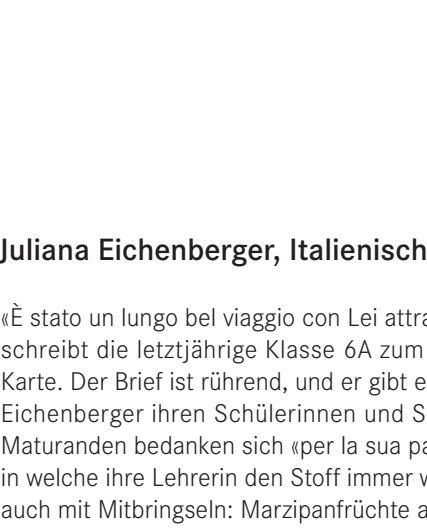 Juliana Eichenberger, Italienisch
«È stato un lungo bel viaggio con Lei attra
schreibt die letztjährige Klasse 6A zum
Karte. Der Brief ist rührend, und er gibt e
Eichenberger ihren Schülerinnen und S
Maturanden bedanken sich «per la sua pa
in welche ihre Lehrerin den Stoff immer w
auch mit Mitbringseln: Marzipanfrüchte a